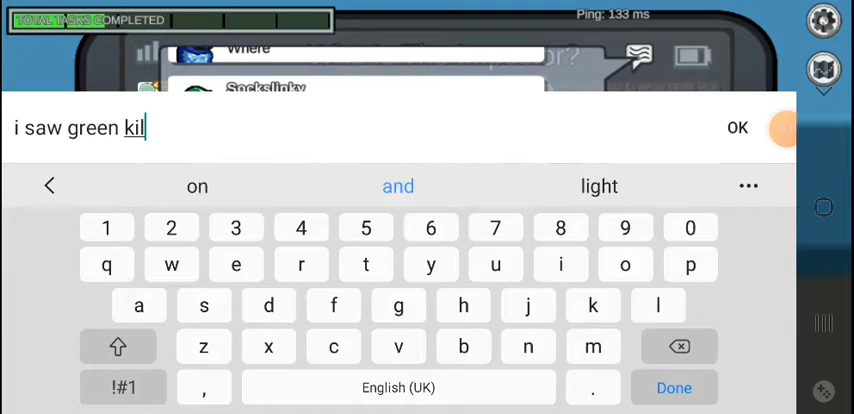 TOTAL TASKS COMPLETED
Ping: 133 ms
Where
Sockslinky
i saw green kil
OK
on and light
1 2 3 4 5 6 7 8 9 0
q w e r t y u i o p
a s d f g h j k l
z x c v b n m
!#1 , English (UK) . Done